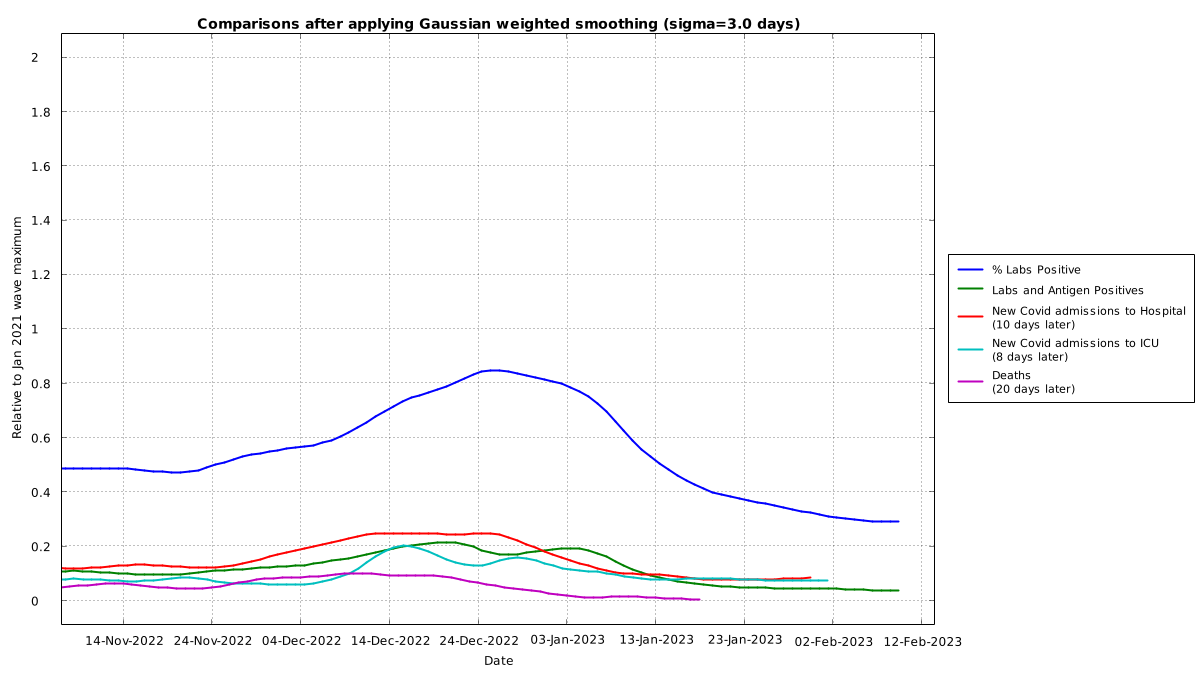 Comparisons after applying Gaussian weighted smoothing (sigma=3.0 days)
Relative to Jan 2021 wave maximum
2
1.8
1.6
1.4
1.2
1
0.8
0.6
0.4
0.2
0
14-Nov-2022 24-Nov-2022 04-Dec-2022 14-Dec-2022 24-Dec-2022 03-Jan-2023 13-Jan-2023 23-Jan-2023 02-Feb-2023 12-Feb-2023
Date
% Labs Positive
Labs and Antigen Positives
New Covid admissions to Hospital
(10 days later)
New Covid admissions to ICU
(8 days later)
Deaths
(20 days later)